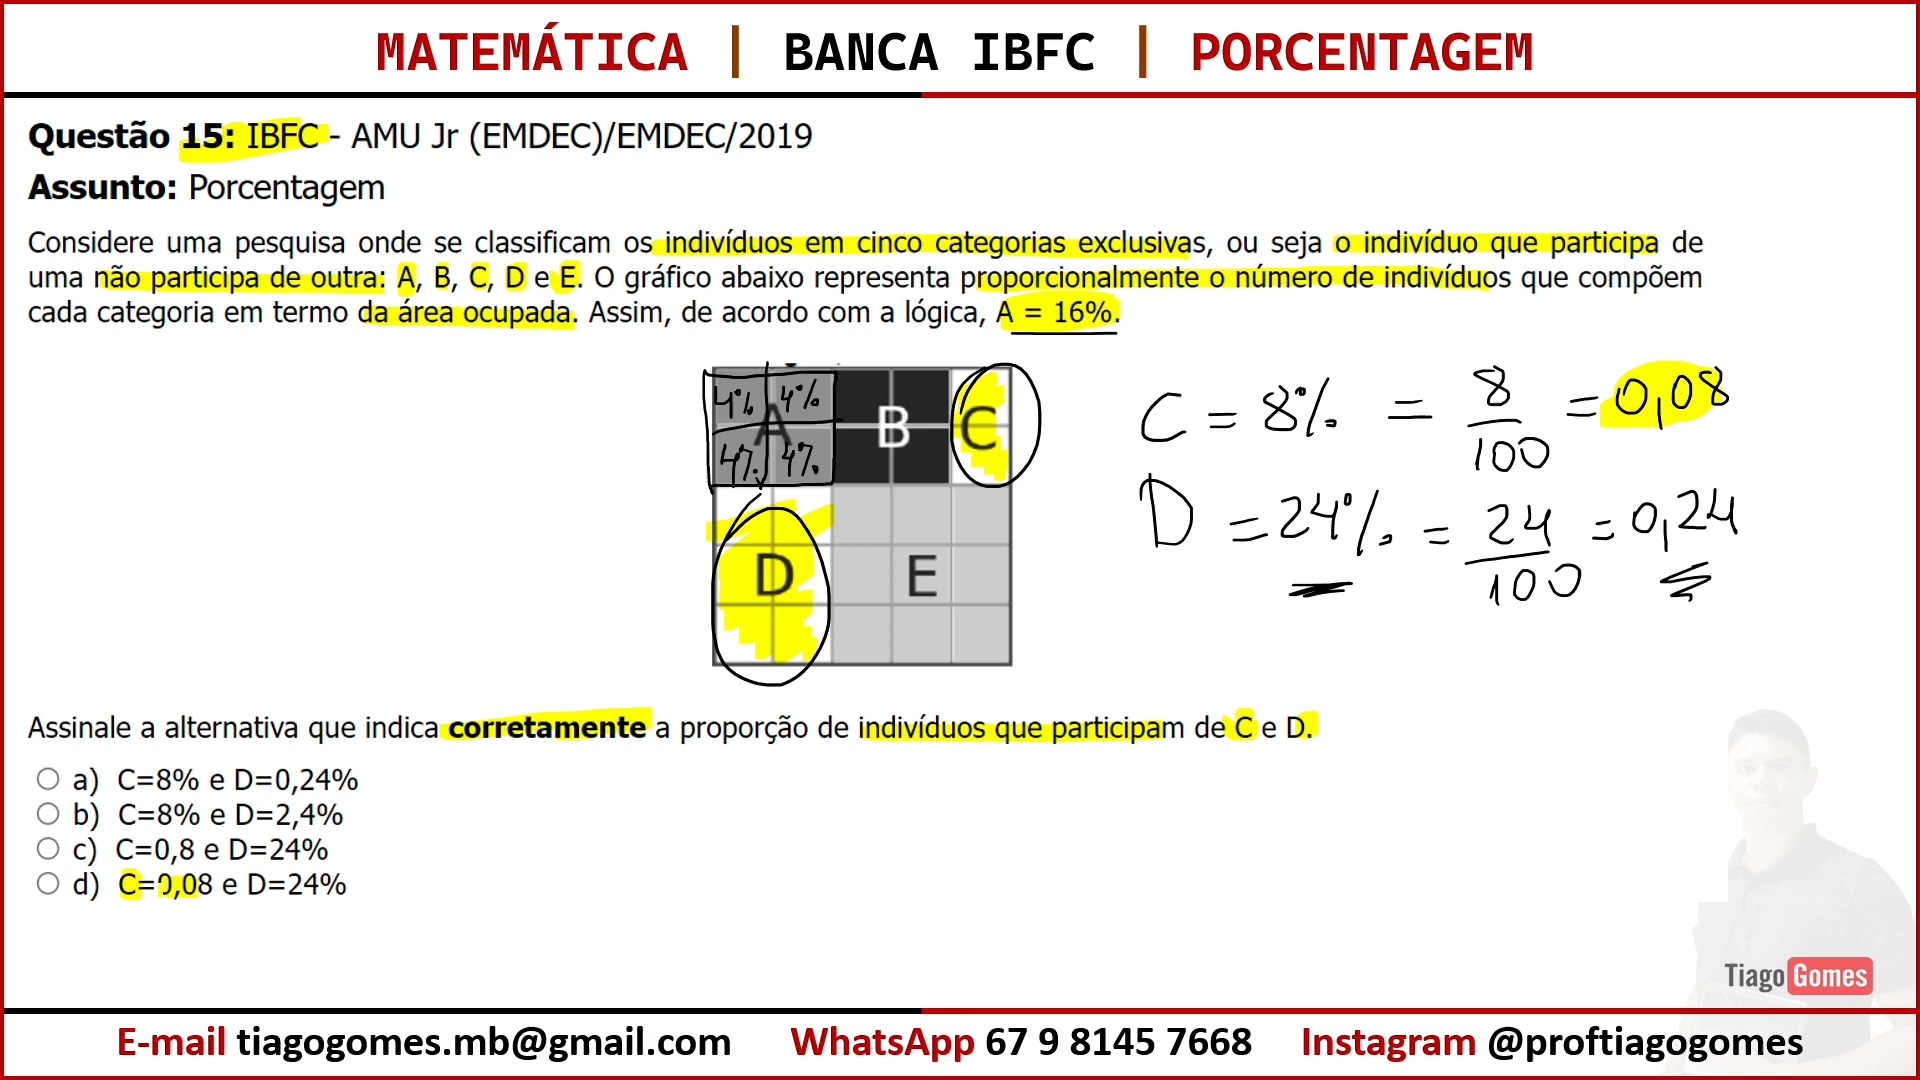 MATEMÁTICA | BANCA IBFC | PORCENTAGEM
Questão 15: IBFC - AMU Jr (EMDEC)/EMDEC/2019
Assunto: Porcentagem
Considere uma pesquisa onde se classificam os indivíduos em cinco categorias exclusivas, ou seja o indivíduo que participa de
uma não participa de outra: A, B, C, D e E. O gráfico abaixo representa proporcionalmente o número de indivíduos que compõem
cada categoria em termo da área ocupada. Assim, de acordo com a lógica, A = 16%.
4% 4%
A B C
4% 4%
D E
C = 8% = 8/100 = 0,08
D = 24% = 24/100 = 0,24
Assinale a alternativa que indica corretamente a proporção de indivíduos que participam de C e D.
a) C=8% e D=0,24%
b) C=8% e D=2,4%
c) C=0,8 e D=24%
d) C=0,08 e D=24%
Tiago Gomes
E-mail tiagogomes.mb@gmail.com WhatsApp 67 9 8145 7668 Instagram @proftiagogomes